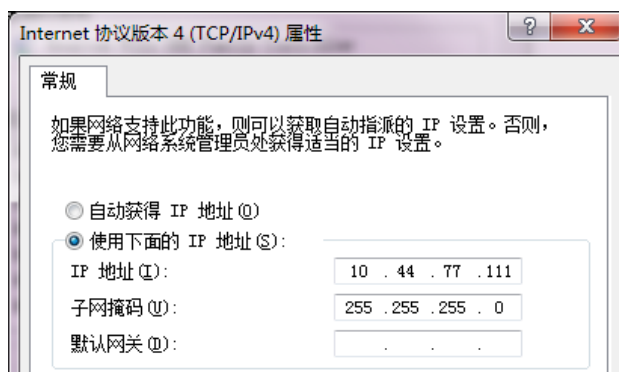 Internet 协议版本 4 (TCP/IPv4) 属性
?
X
常规
如果网络支持此功能，则可以获取自动指派的 IP 设置。否则，
您需要从网络系统管理员处获得适当的 IP 设置。
自动获得 IP 地址(O)
使用下面的 IP 地址(S):
IP 地址(I): 10 . 44 . 77 .111
子网掩码(U): 255 .255 .255 . 0
默认网关(D): . . .